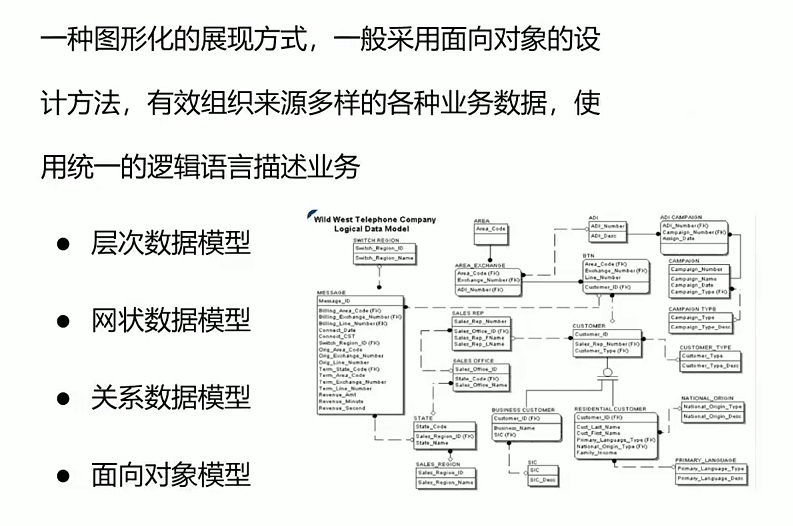 一种图形化的展现方式，一般采用面向对象的设
计方法，有效组织来源多样的各种业务数据，使
用统一的逻辑语言描述业务
● 层次数据模型
● 网状数据模型
● 关系数据模型
● 面向对象模型
Wild West Telephone Company
Logical Data Model
SWITCH REGION
Switch_Region_ID
Switch_Region_Name
MESSAGE
Message_ID
Billing_Area_Code (FK)
Billing_Exchange_Number (FK)
Billing_Line_Number (FK)
Connect_Date
Connect_CST
Switch_Region_ID (FK)
Orig_Area_Code
Orig_Exchange_Number
Orig_Line_Number
Term_State_Code (FK)
Term_Area_Code
Term_Exchange_Number
Term_Line_Number
Revenue_Amt
Revenue_Minute
Revenue_Second
AREA
Area_Code
AREA_EXCHANGE
Area_Code (FK)
Exchange_Number (FK)
ADI_Number (FK)
SALES REP
Sales_Rep_Number
Sales_Office_ID (FK)
Sales_Rep_FName
Sales_Rep_LName
SALES OFFICE
Sales_Office_ID
State_Code (FK)
Sales_Office_Name
STATE
State_Code
Sales_Region_ID (FK)
State_Name
SALES_REGION
Sales_Region_ID
Sales_Region_Name
ADI
ADI_Number
ADI_Desc
BTN
Area_Code (FK)
Exchange_Number (FK)
Line_Number
Customer_ID (FK)
CUSTOMER
Customer_ID
Sales_Rep_Number (FK)
Customer_Type (FK)
BUSINESS CUSTOMER
Customer_ID (FK)
Business_Name
SIC (FK)
SIC
SIC
SIC_Desc
RESIDENTIAL CUSTOMER
Customer_ID (FK)
Cust_Last_Name
Cust_First_Name
Primary_Language_Type (FK)
National_Origin_Type (FK)
Family_Income
ADI CAMPAIGN
ADI_Number (FK)
Campaign_Number (FK)
Assign_Date
CAMPAIGN
Campaign_Number
Campaign_Name
Campaign_Date
Campaign_Type (FK)
CAMPAIGN TYPE
Campaign_Type
Campaign_Type_Desc
CUSTOMER_TYPE
Customer_Type
Customer_Type_Desc
NATIONAL_ORIGIN
National_Origin_Type
National_Origin_Desc
PRIMARY_LANGUAGE
Primary_Language_Type
Primary_Language_Desc